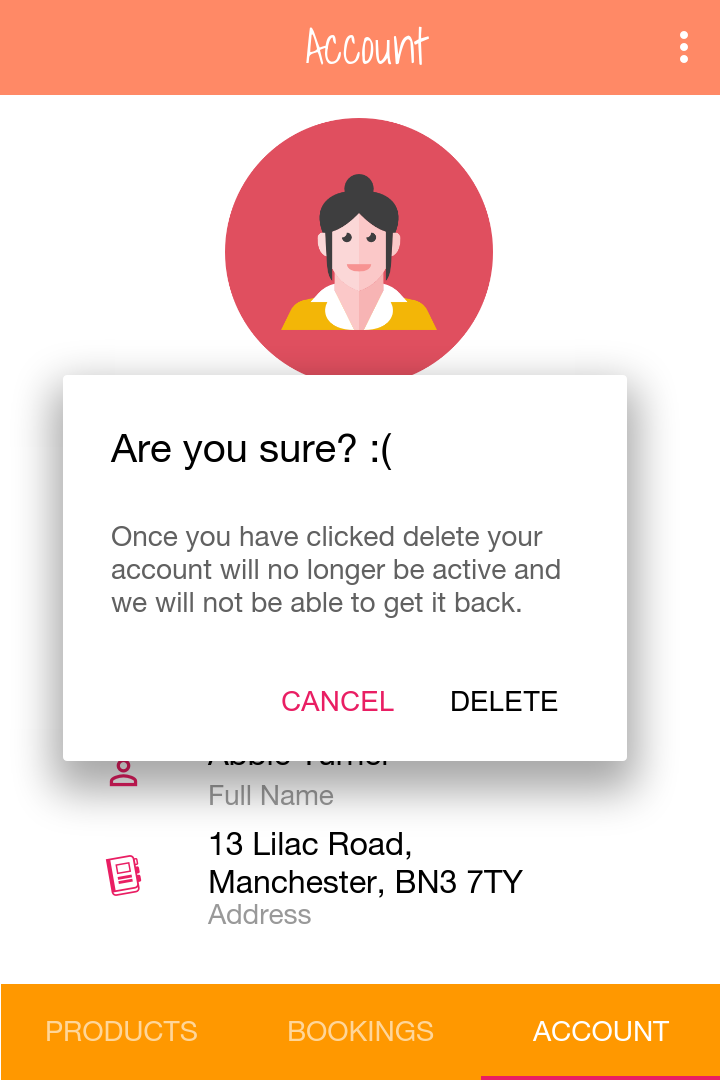 Account
Are you sure? :(
Once you have clicked delete your
account will no longer be active and
we will not be able to get it back.
CANCEL DELETE
Abbie Turner
Full Name
13 Lilac Road,
Manchester, BN3 7TY
Address
PRODUCTS BOOKINGS ACCOUNT